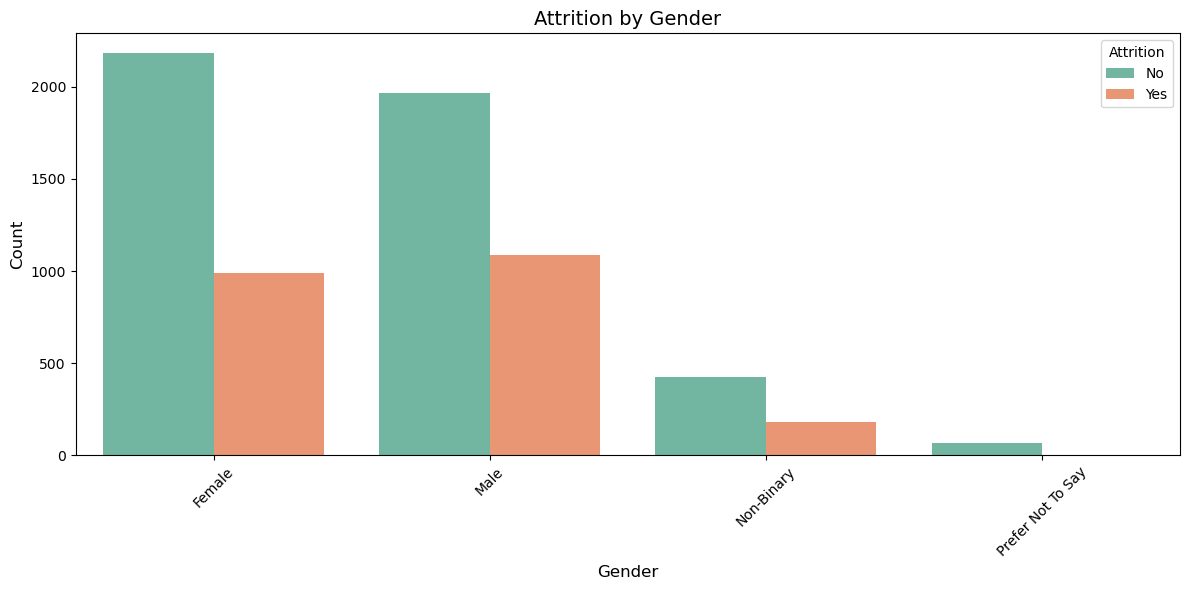 Attrition by Gender
Attrition
No
Yes
Count
2000
1500
1000
500
0
Female
Male
Non-Binary
Prefer Not To Say
Gender